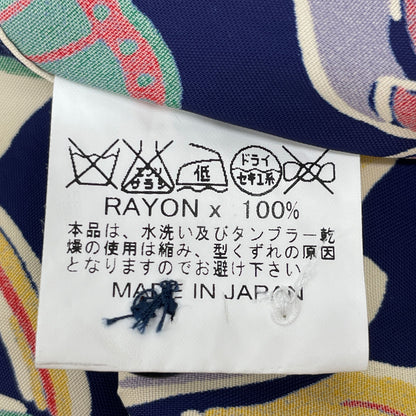 エンソ サラシ 低 ドライ セキユ系
RAYON x 100%
本品は、水洗い及びタンブラー乾
燥の使用は縮み、型くずれの原因
となりますのでお避け下さい。
MADE IN JAPAN